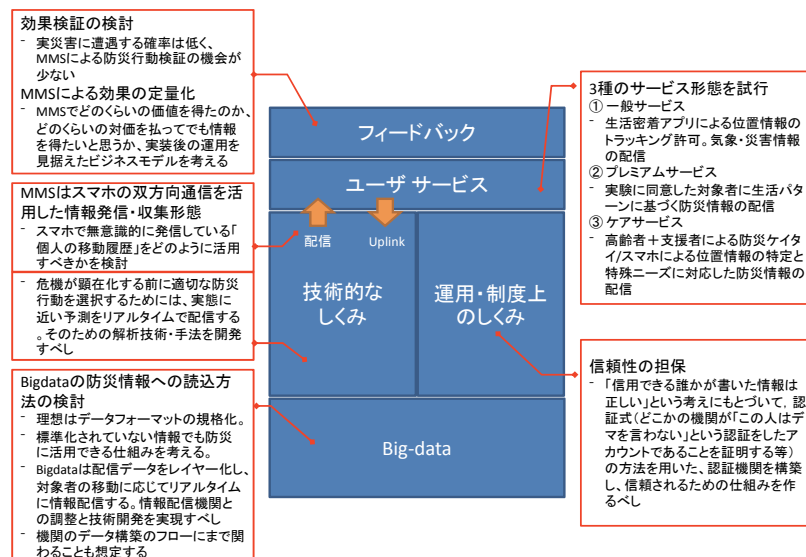 効果検証の検討
- 実災害に遭遇する確率は低く、
MMSによる防災行動検証の機会が
少ない
MMSによる効果の定量化
- MMSでどのくらいの価値を得たのか、
どのくらいの対価を払ってでも情報
を得たいと思うか、実装後の運用を
見据えたビジネスモデルを考える
MMSはスマホの双方向通信を活
用した情報発信・収集形態
- スマホで無意識的に発信している「
個人の移動履歴」をどのように活用
すべきかを検討
- 危機が顕在化する前に適切な防災
行動を選択するためには、実態に
近い予測をリアルタイムで配信する
。そのための解析技術・手法を開発
すべし
Bigdataの防災情報への読込方
法の検討
- 理想はデータフォーマットの規格化。
- 標準化されていない情報でも防災
に活用できる仕組みを考える。
- Bigdataは配信データをレイヤー化し、
対象者の移動に応じてリアルタイム
に情報配信する。情報配信機関と
の調整と技術開発を実現すべし
- 機関のデータ構築のフローにまで関
わることも想定する
フィードバック
ユーザ サービス
配信
Uplink
技術的な
しくみ
運用・制度上
のしくみ
Big-data
3種のサービス形態を試行
① 一般サービス
- 生活密着アプリによる位置情報の
トラッキング許可。気象・災害情報
の配信
② プレミアムサービス
- 実験に同意した対象者に生活パタ
ーンに基づく防災情報の配信
③ ケアサービス
- 高齢者＋支援者による防災ケイタ
イ/スマホによる位置情報の特定と
特殊ニーズに対応した防災情報の
配信
信頼性の担保
- 「信用できる誰かが書いた情報は
正しい」という考えにもとづいて，認
証式（どこかの機関が「この人はデ
マを言わない」という認証をしたア
カウントであることを証明する等）
の方法を用いた、認証機関を構築
し、信頼されるための仕組みを作
るべし